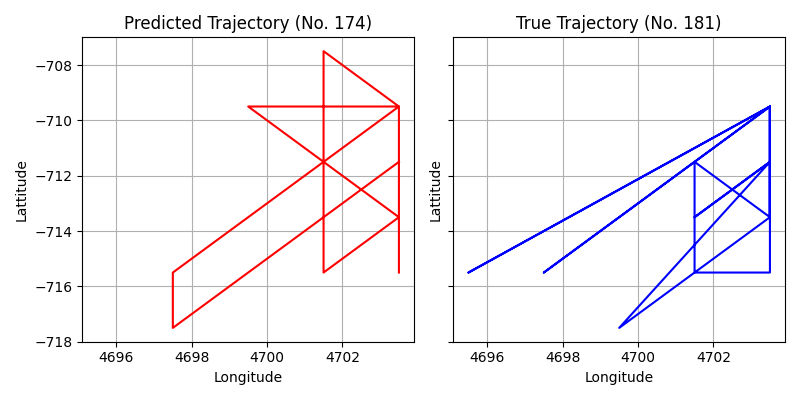 Predicted Trajectory (No. 174)
True Trajectory (No. 181)
Lattitude
−708
−710
−712
−714
−716
−718
4696
4698
4700
4702
Longitude
Lattitude
4696
4698
4700
4702
Longitude